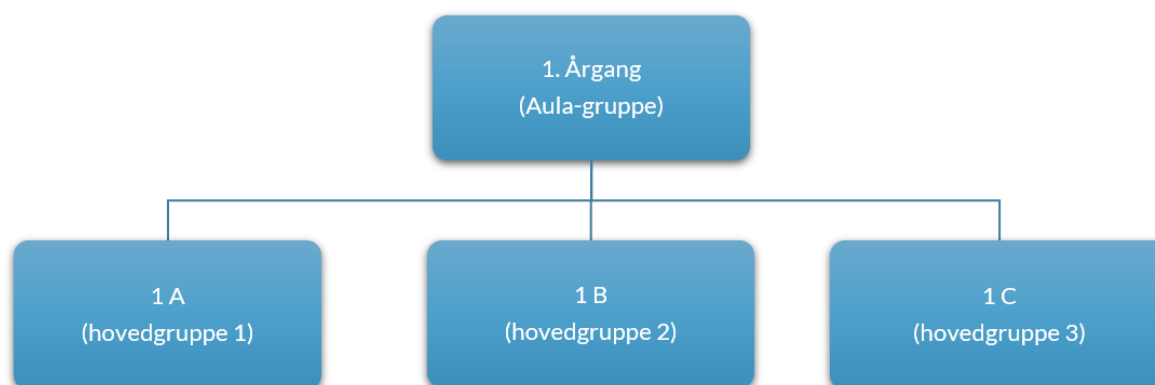 1. Årgang
(Aula-gruppe)
1 A
(hovedgruppe 1)
1 B
(hovedgruppe 2)
1 C
(hovedgruppe 3)